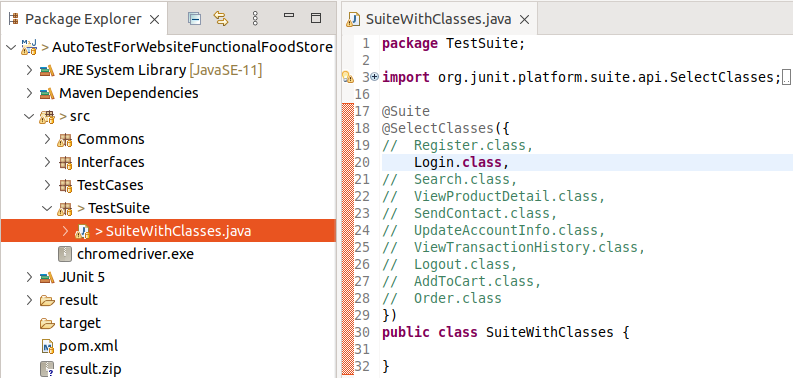 Package Explorer
> AutoTestForWebsiteFunctionalFoodStore
JRE System Library [JavaSE-11]
Maven Dependencies
> src
Commons
Interfaces
TestCases
> TestSuite
> SuiteWithClasses.java
chromedriver.exe
JUnit 5
result
target
pom.xml
result.zip
SuiteWithClasses.java
1 package TestSuite;
2
3 import org.junit.platform.suite.api.SelectClasses;
16
17 @Suite
18 @SelectClasses({
19 //  Register.class,
20     Login.class,
21 //  Search.class,
22 //  ViewProductDetail.class,
23 //  SendContact.class,
24 //  UpdateAccountInfo.class,
25 //  ViewTransactionHistory.class,
26 //  Logout.class,
27 //  AddToCart.class,
28 //  Order.class
29 })
30 public class SuiteWithClasses {
31
32 }